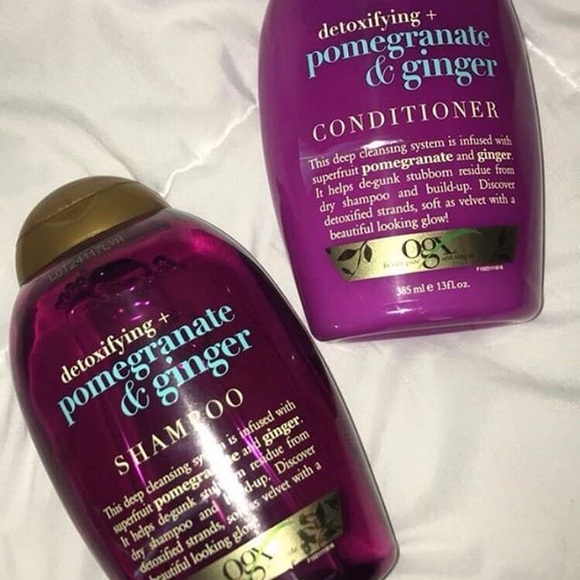 detoxifying +
pomegranate
& ginger
CONDITIONER
This deep cleansing system is infused with
superfruit pomegranate and ginger.
It helps de-gunk stubborn residue from
dry shampoo and build-up. Discover
detoxified strands, soft as velvet with a
beautiful looking glow!
ogx
385 ml e 13fl.oz.
detoxifying +
pomegranate
& ginger
SHAMPOO
This deep cleansing system is infused with
superfruit pomegranate and ginger.
It helps de-gunk stubborn residue from
dry shampoo and build-up. Discover
detoxified strands, soft as velvet with a
beautiful looking glow!
ogx